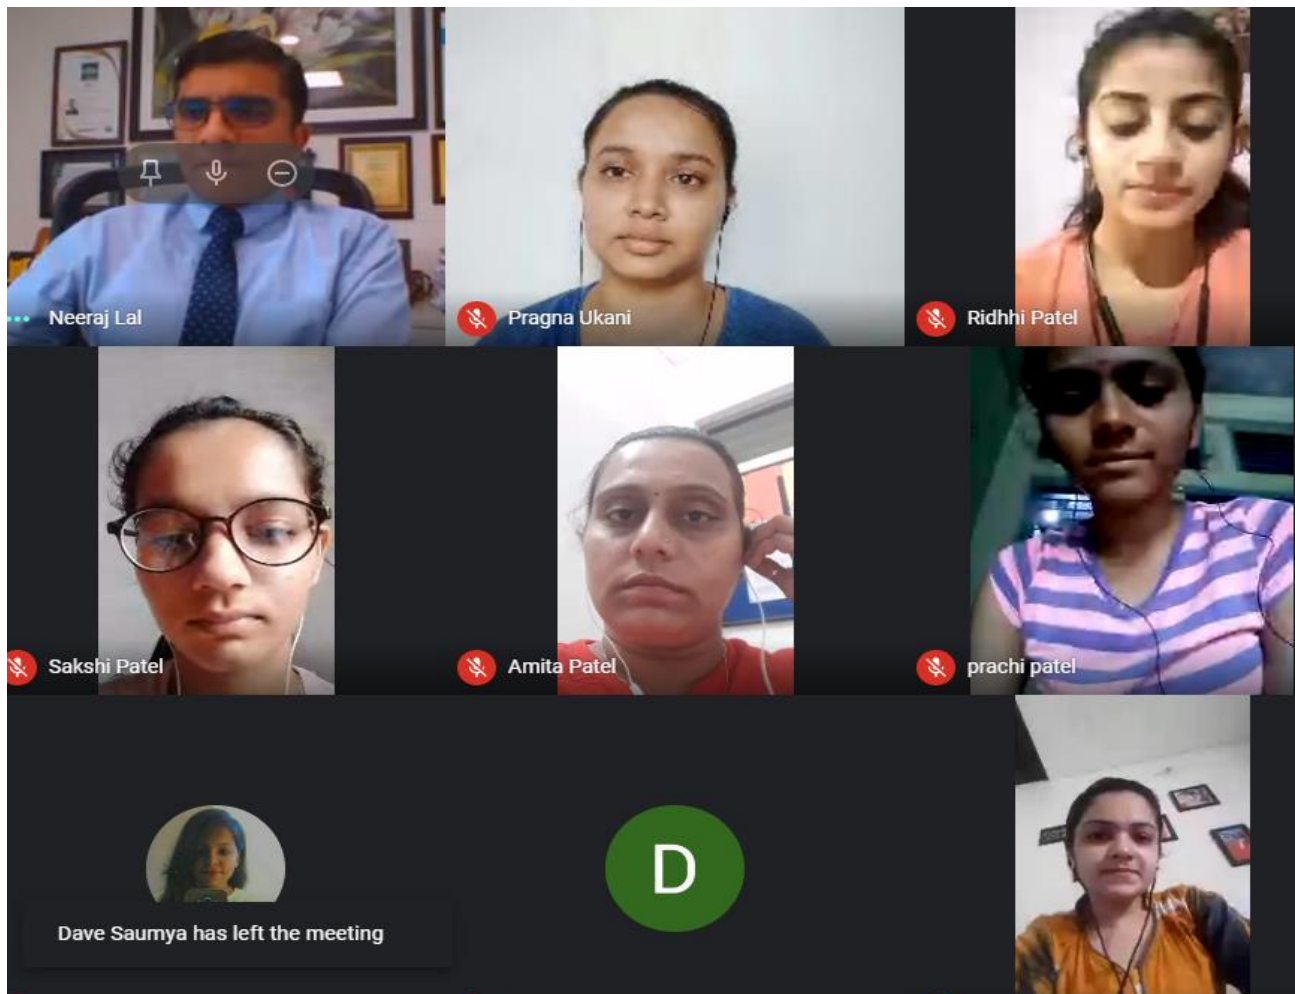 Neeraj Lal
Pragna Ukani
Ridhhi Patel
Sakshi Patel
Amita Patel
prachi patel
D
Dave Saumya has left the meeting